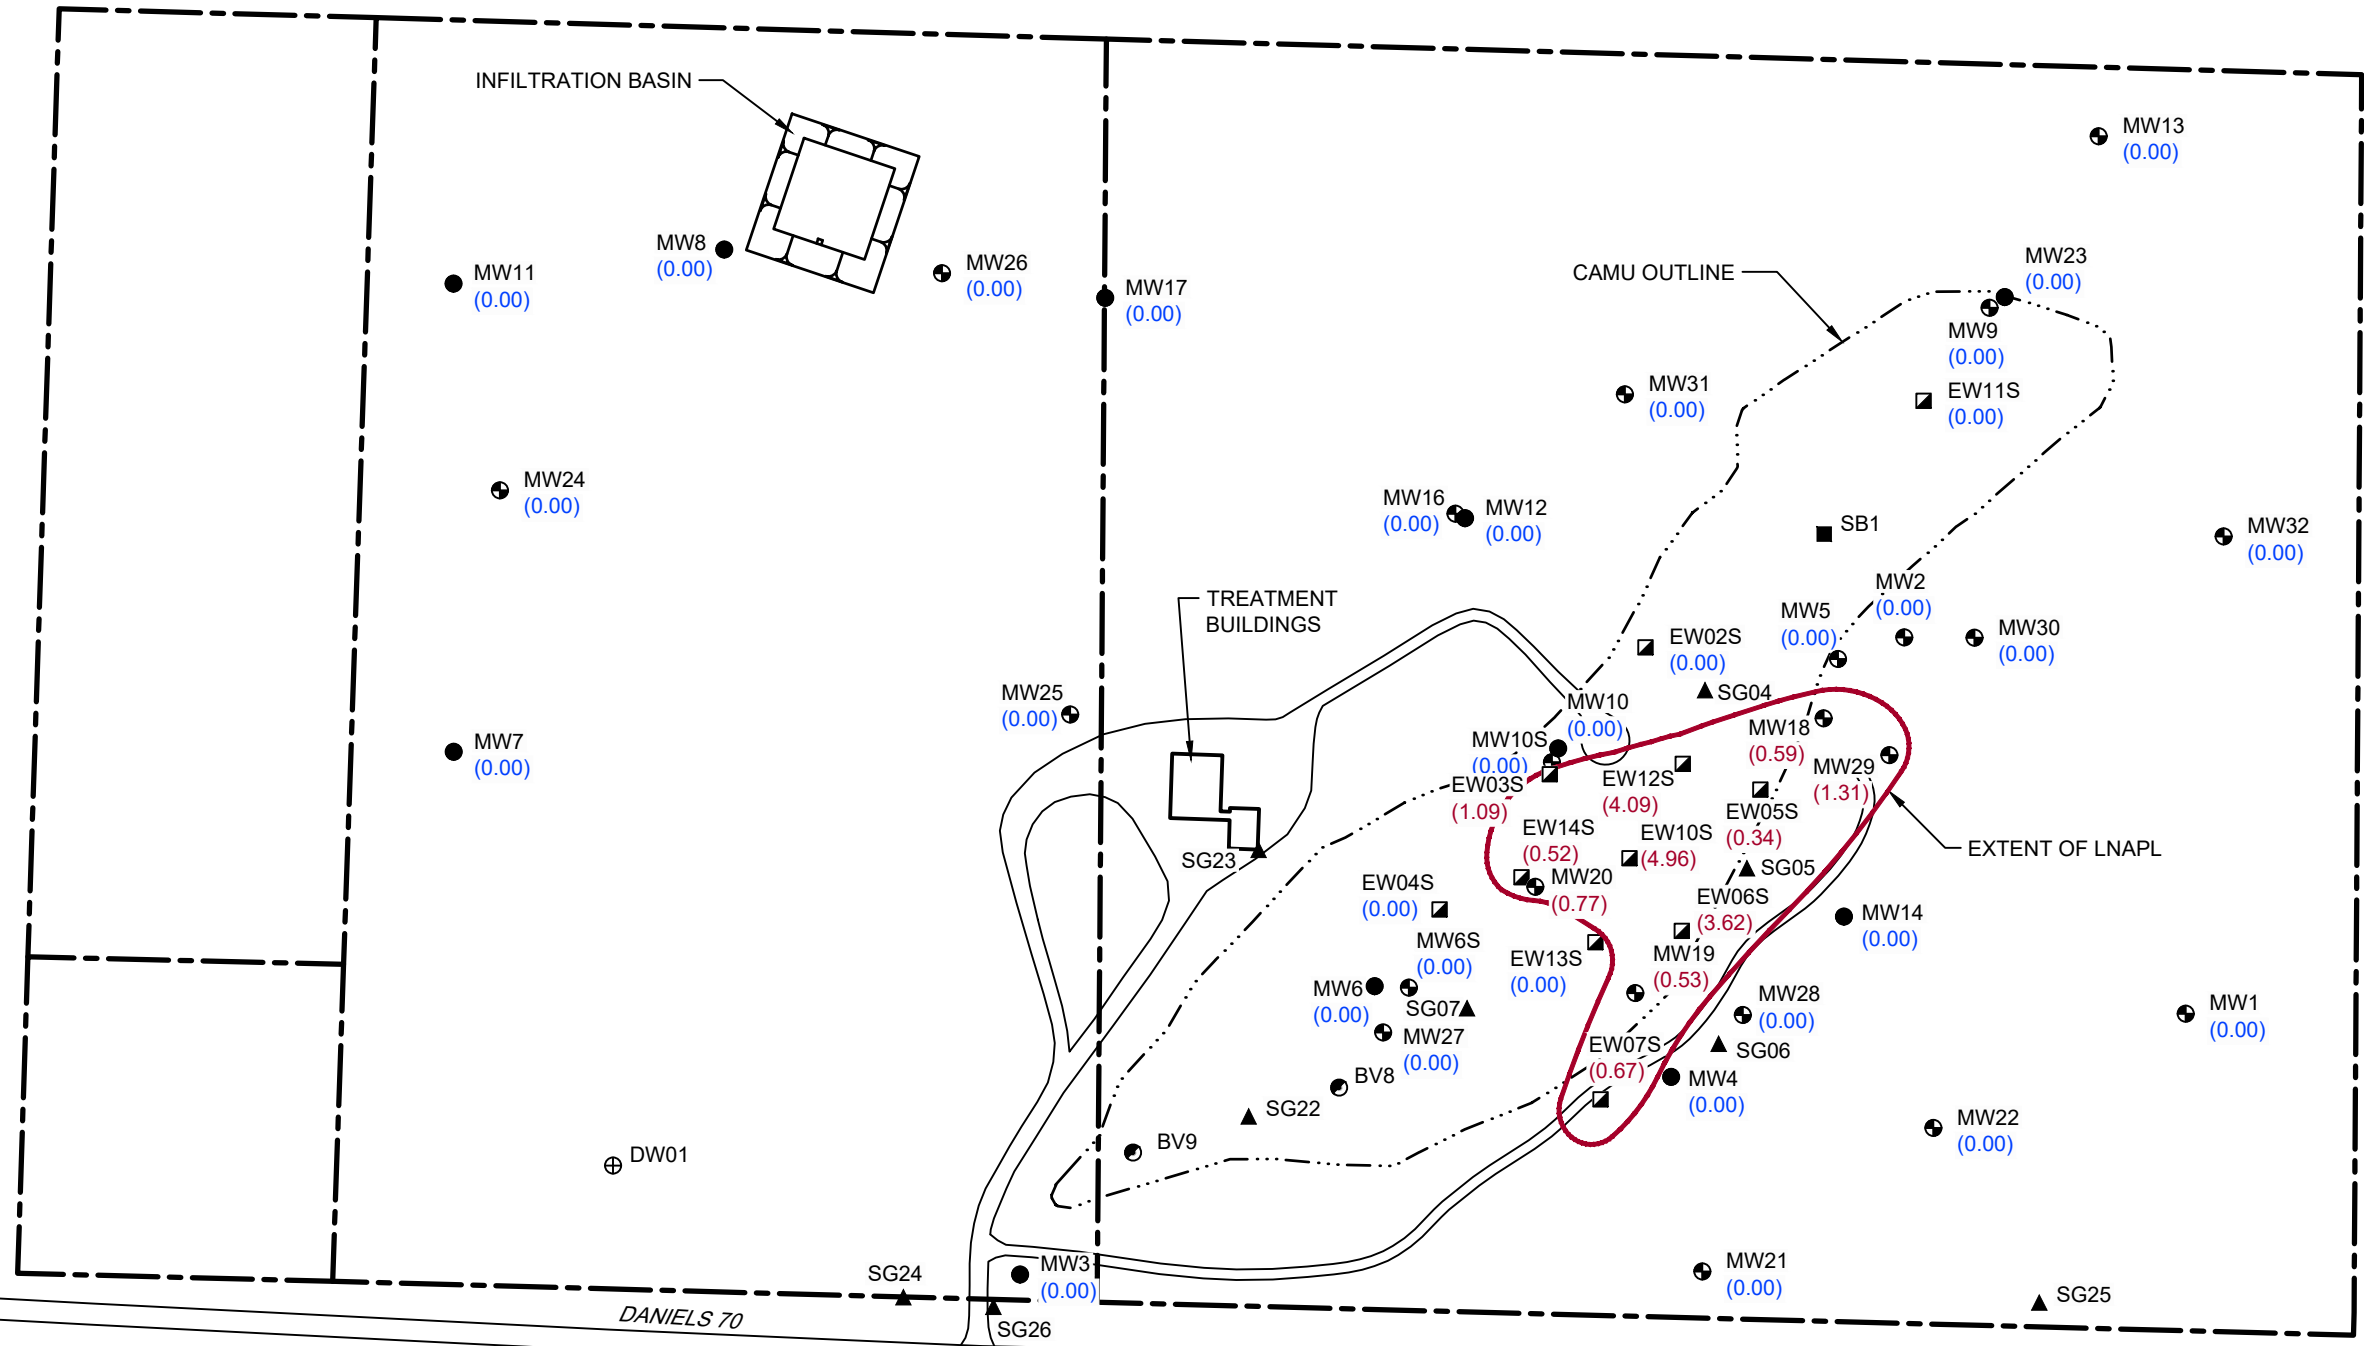 INFILTRATION BASIN
MW13
(0.00)
MW8
(0.00)
MW11
(0.00)
MW26
(0.00)
MW17
(0.00)
CAMU OUTLINE
MW23
(0.00)
MW9
(0.00)
MW31
(0.00)
EW11S
(0.00)
MW24
(0.00)
MW16
(0.00)
MW12
(0.00)
SB1
MW32
(0.00)
TREATMENT
BUILDINGS
MW2
(0.00)
MW5
(0.00)
MW30
(0.00)
EW02S
(0.00)
SG04
MW25
(0.00)
MW10
(0.00)
MW7
(0.00)
MW10S
(0.00)
MW18
(0.59)
EW03S
(1.09)
EW12S
(4.09)
MW29
(1.31)
EW05S
(0.34)
EW14S
(0.52)
EW10S
(4.96)
EXTENT OF LNAPL
SG23
SG05
MW20
(0.77)
EW04S
(0.00)
EW06S
(3.62)
MW14
(0.00)
MW6S
(0.00)
EW13S
(0.00)
MW19
(0.53)
MW6
(0.00)
SG07
MW28
(0.00)
MW1
(0.00)
MW27
(0.00)
EW07S
(0.67)
SG06
BV8
MW4
(0.00)
SG22
MW22
(0.00)
BV9
DW01
MW3
(0.00)
MW21
(0.00)
SG24
SG25
DANIELS 70
SG26